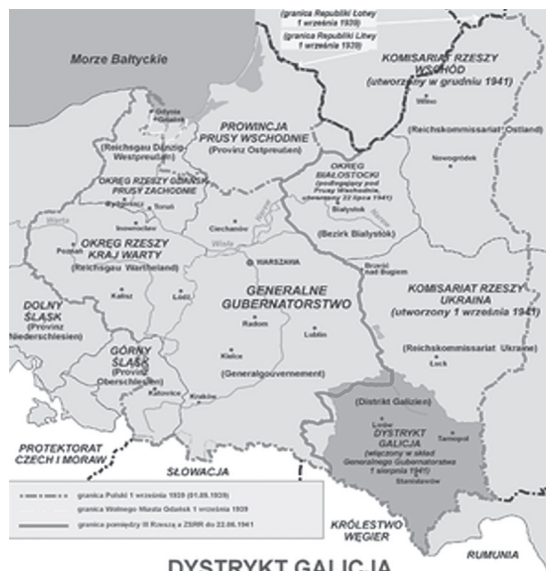 (granica Republiki Łotwy
1 września 1939)
(granica Republiki Litwy
1 września 1939)
Morze Bałtyckie
KOMISARIAT RZESZY
WSCHÓD
(utworzony w grudniu 1941)
Wilno
(Reichskommissariat Ostland)
Nowogródek
Gdynia
Gdańsk
PROWINCJA
PRUSY WSCHODNIE
(Provinz Ostpreußen)
(Reichsgau Danzig-
Westpreußen)
OKRĘG RZESZY GDAŃSK-
PRUSY ZACHODNIE
Bydgoszcz
Toruń
Inowrocław
OKRĘG
BIAŁOSTOCKI
(podlegający pod
Prusy Wschodnie,
utworzony 22 lipca 1941)
Białystok
(Bezirk Bialystok)
Narew
Ciechanów
Warta
Wisła
Poznań
OKRĘG RZESZY
KRAJ WARTY
(Reichsgau Wartheland)
WARSZAWA
Brześć
nad Bugiem
Kalisz
Łódź
GENERALNE
GUBERNATORSTWO
Radom
Lublin
Kielce
(Generalgouvernement)
KOMISARIAT RZESZY
UKRAINA
(utworzony 1 września 1941)
(Reichskommissariat Ukraine)
Łuck
DOLNY
ŚLĄSK
(Provinz
Niederschlesien)
GÓRNY
ŚLĄSK
(Provinz
Oberschlesien)
Katowice
Kraków
(Distrikt Galizien)
Lwów
Tarnopol
DYSTRYKT
GALICJA
(włączony w skład
Generalnego Gubernatorstwa
1 sierpnia 1941)
Stanisławów
PROTEKTORAT
CZECH I MORAW
SŁOWACJA
KRÓLESTWO
WĘGIER
RUMUNIA
granica Polski 1 września 1939 (01.09.1939)
granica Wolnego Miasta Gdańsk 1 września 1939
granica pomiędzy III Rzeszą a ZSRR do 22.06.1941
DYSTRYKT GALICJA